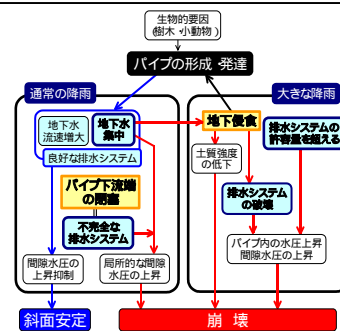 生物的要因
(樹木・小動物)
パイプの形成・発達
通常の降雨
大きな降雨
地下水
流速増大
地下水
集中
良好な排水システム
地下侵食
排水システムの
許容量を超える
土質強度
の低下
パイプ下流端
の閉塞
排水システム
の破壊
不完全な
排水システム
パイプ内の水圧上昇
間隙水圧の上昇
間隙水圧の
上昇抑制
局所的な間隙
水圧の上昇
斜面安定
崩 壊